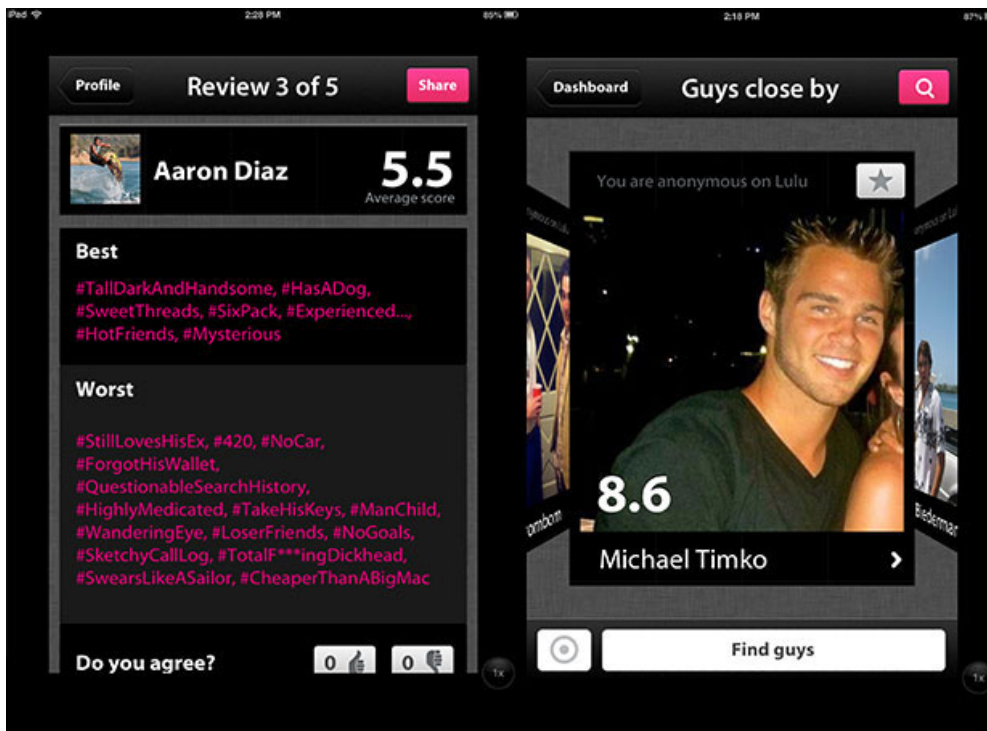 iPad
2:28 PM
89%
Profile
Review 3 of 5
Share
Aaron Diaz
5.5
Average score
Best
#TallDarkAndHandsome, #HasADog,
#SweetThreads, #SixPack, #Experienced...,
#HotFriends, #Mysterious
Worst
#StillLovesHisEx, #420, #NoCar,
#ForgotHisWallet,
#QuestionableSearchHistory,
#HighlyMedicated, #TakeHisKeys, #ManChild,
#WanderingEye, #LoserFriends, #NoGoals,
#SketchyCallLog, #TotalF***ingDickhead,
#SwearsLikeASailor, #CheaperThanABigMac
Do you agree?
0
0
1x
2:18 PM
87%
Dashboard
Guys close by
You are anonymous on Lulu
8.6
Michael Timko
Find guys
1x